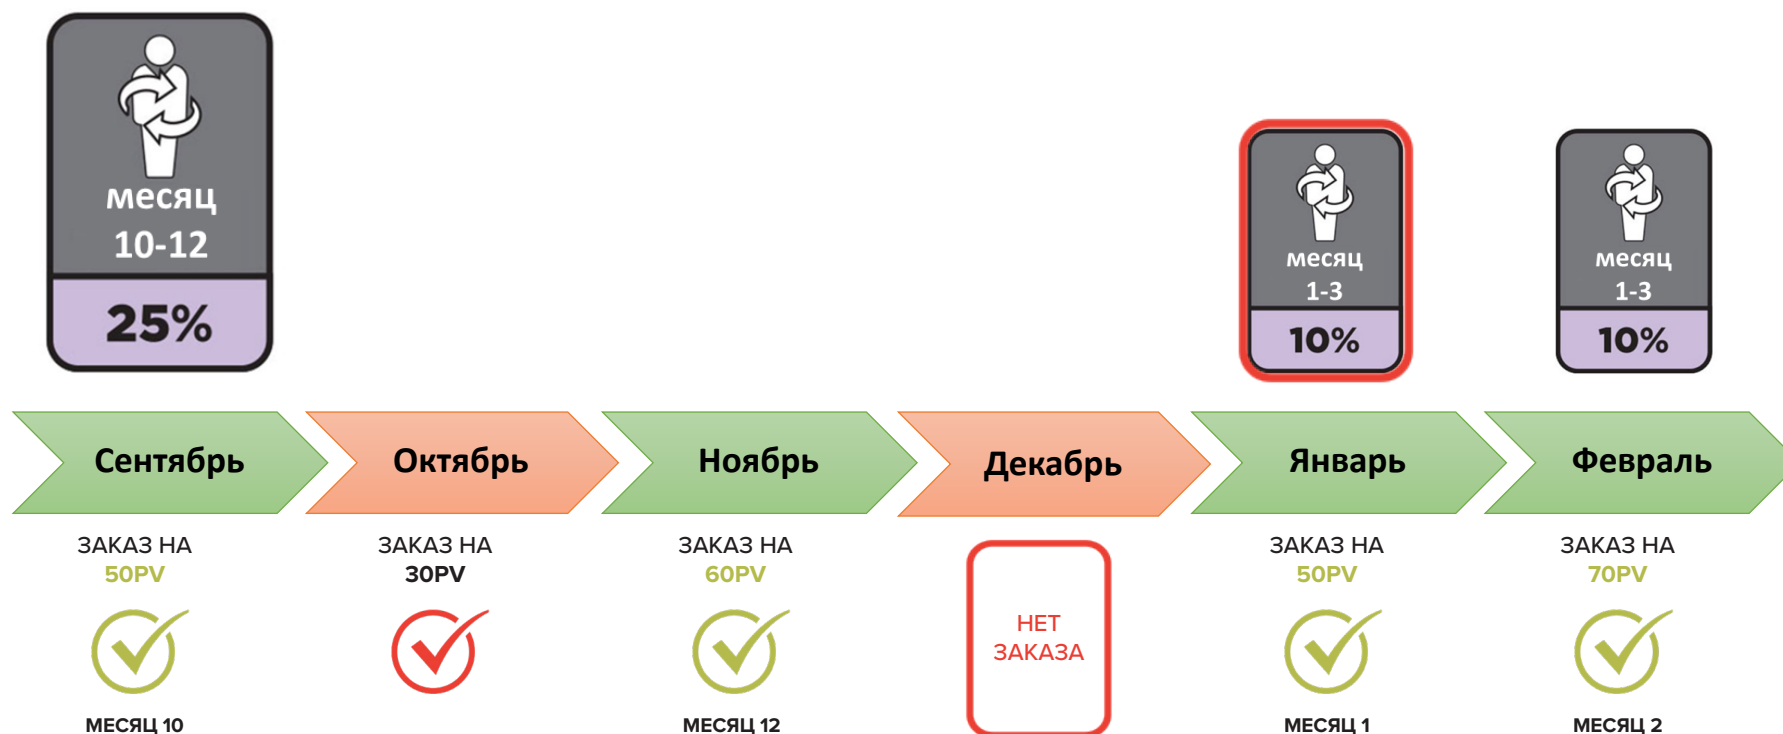 месяц
10-12
25%
месяц
1-3
10%
месяц
1-3
10%
Сентябрь
Октябрь
Ноябрь
Декабрь
Январь
Февраль
ЗАКАЗ НА
50PV
ЗАКАЗ НА
30PV
ЗАКАЗ НА
60PV
НЕТ
ЗАКАЗА
ЗАКАЗ НА
50PV
ЗАКАЗ НА
70PV
МЕСЯЦ 10
МЕСЯЦ 12
МЕСЯЦ 1
МЕСЯЦ 2